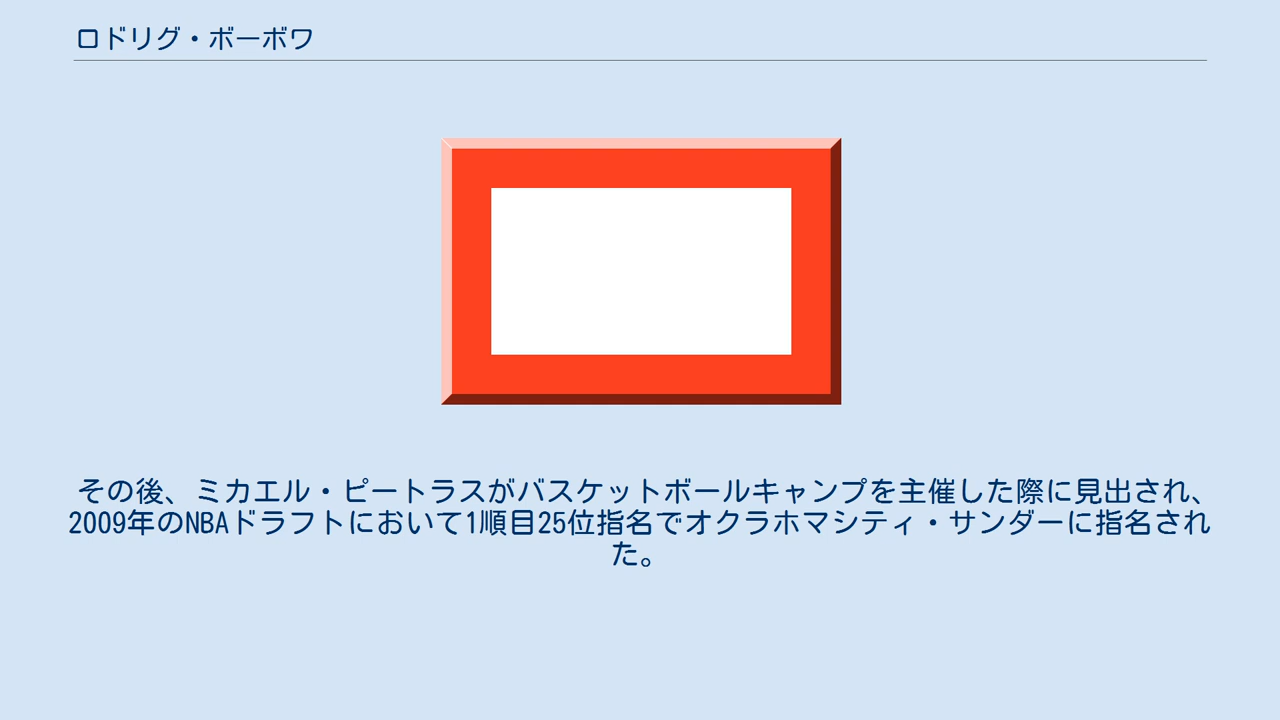 ロドリグ・ボーボワ
その後、ミカエル・ピートラスがバスケットボールキャンプを主催した際に見出され、
2009年のNBAドラフトにおいて1順目25位指名でオクラホマシティ・サンダーに指名され
た。